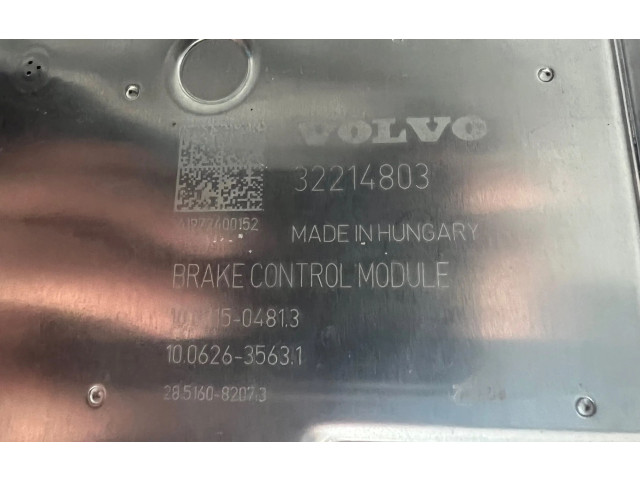 VOLVO
32214803
MADE IN HUNGARY
BRAKE CONTROL MODULE
10.0626-3563.1
28.5160-8207.3